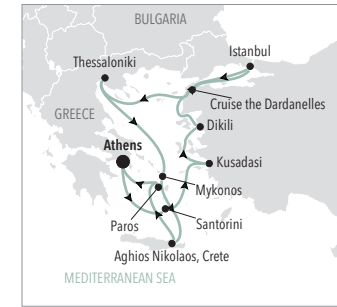 BULGARIA
Istanbul
Thessaloniki
Cruise the Dardanelles
GREECE
Dikili
Athens
Kusadasi
Mykonos
Paros
Santorini
Aghios Nikolaos, Crete
MEDITERRANEAN SEA